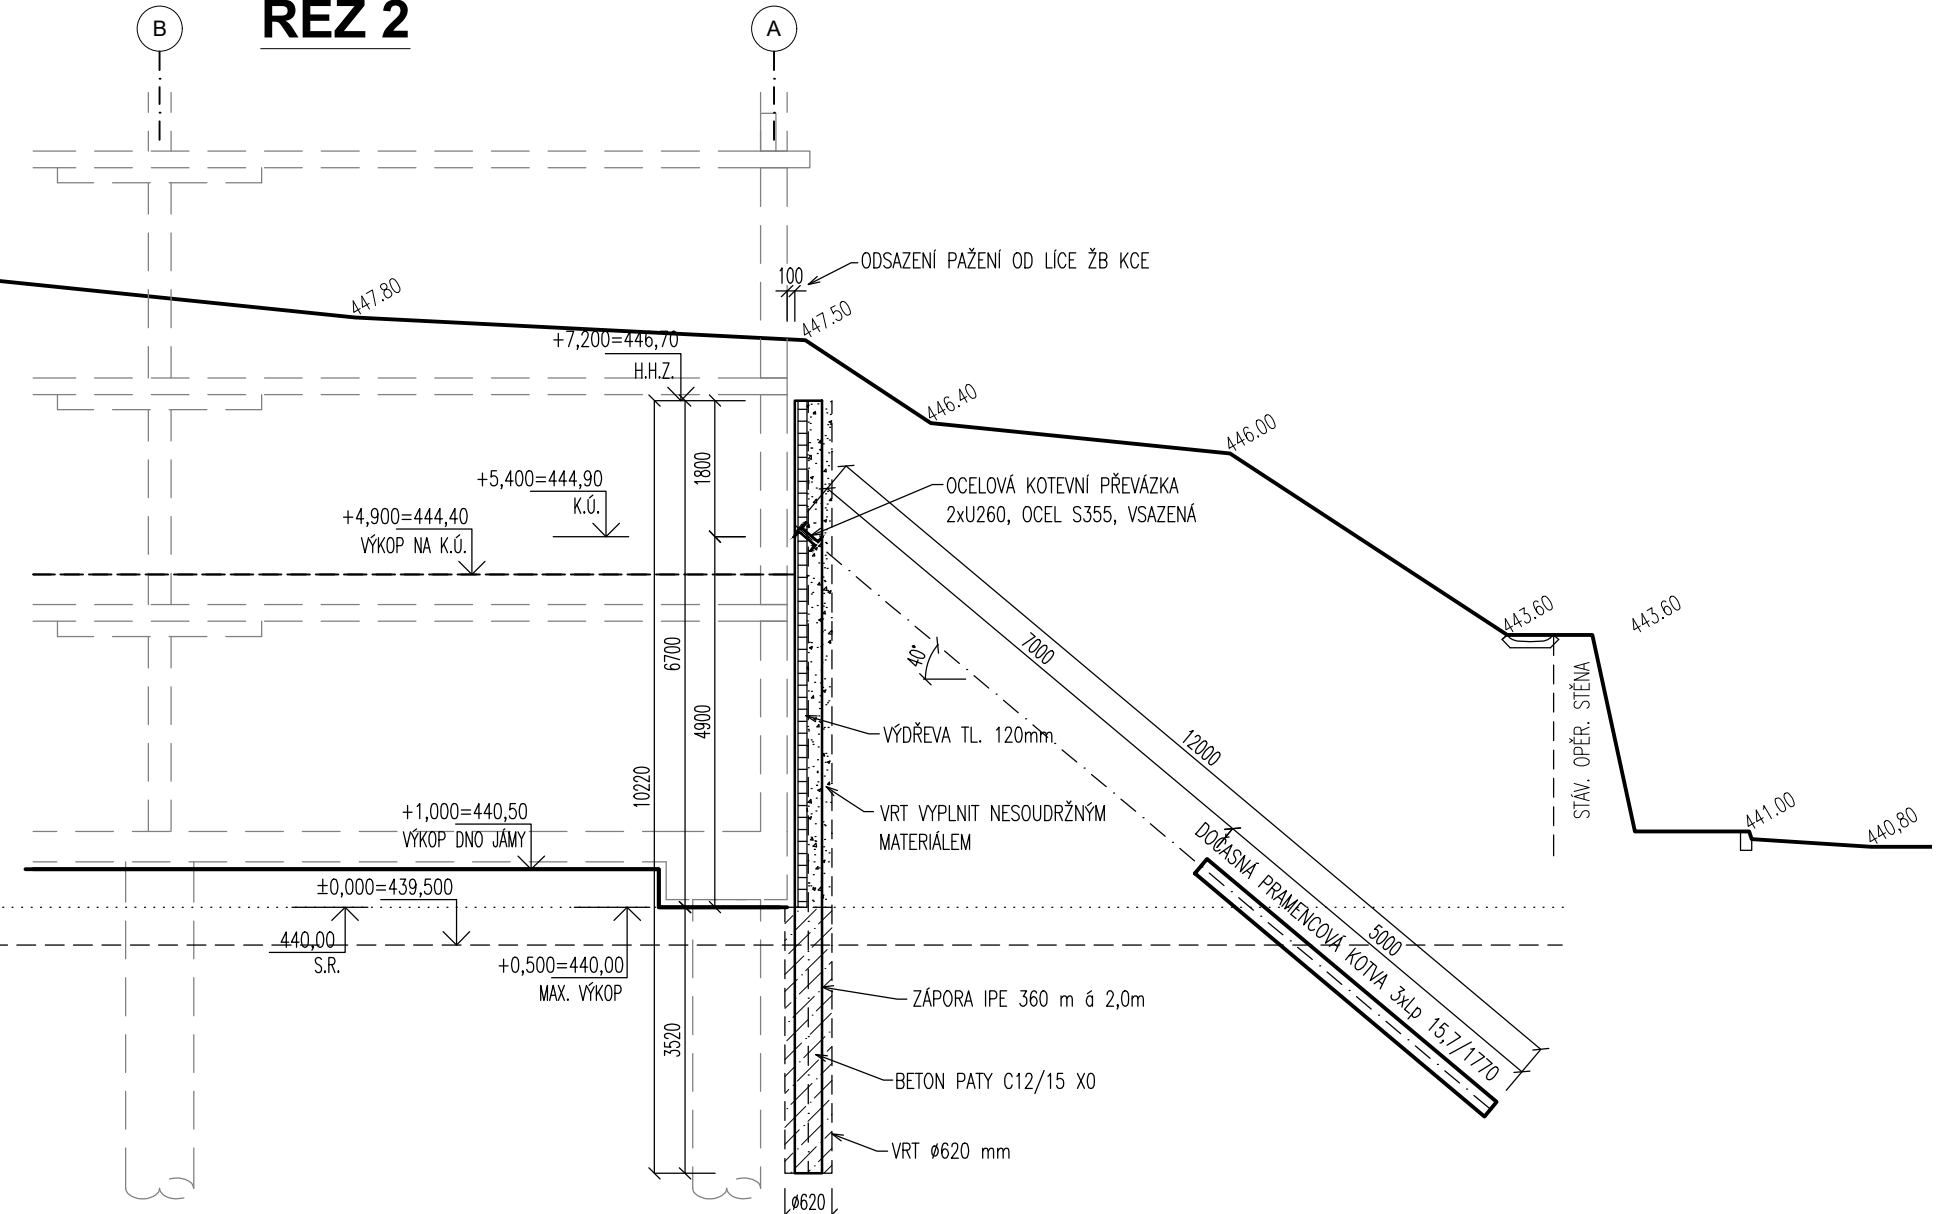 B
ŘEZ 2
A
ODSAZENÍ PAŽENÍ OD LÍCE ŽB KCE
100
447.80
447.50
+7,200=446,70
H.H.Z.
446.40
446.00
1800
+5,400=444,90
K.Ú.
OCELOVÁ KOTEVNÍ PŘEVÁZKA
2xU260, OCEL S355, VSAZENÁ
+4,900=444,40
VÝKOP NA K.Ú.
443.60
443.60
7000
40°
6700
4900
STÁV. OPĚR. STĚNA
VÝDŘEVA TL. 120mm
12000
10220
+1,000=440,50
VÝKOP DNO JÁMY
VRT VYPLNIT NESOUDRŽNÝM
MATERIÁLEM
441.00
440,80
DOČASNÁ PRAMENCOVÁ KOTVA 3xLp 15,7/1770
±0,000=439,500
440,00
S.R.
5000
+0,500=440,00
MAX. VÝKOP
ZÁPORA IPE 360 m á 2,0m
3520
BETON PATY C12/15 X0
VRT ø620 mm
ø620